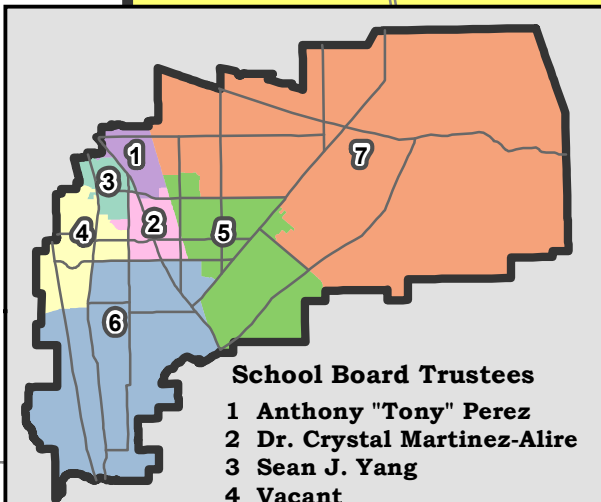 1
7
3
2
4
5
6
School Board Trustees
1 Anthony "Tony" Perez
2 Dr. Crystal Martinez-Alire
3 Sean J. Yang
4 Vacant